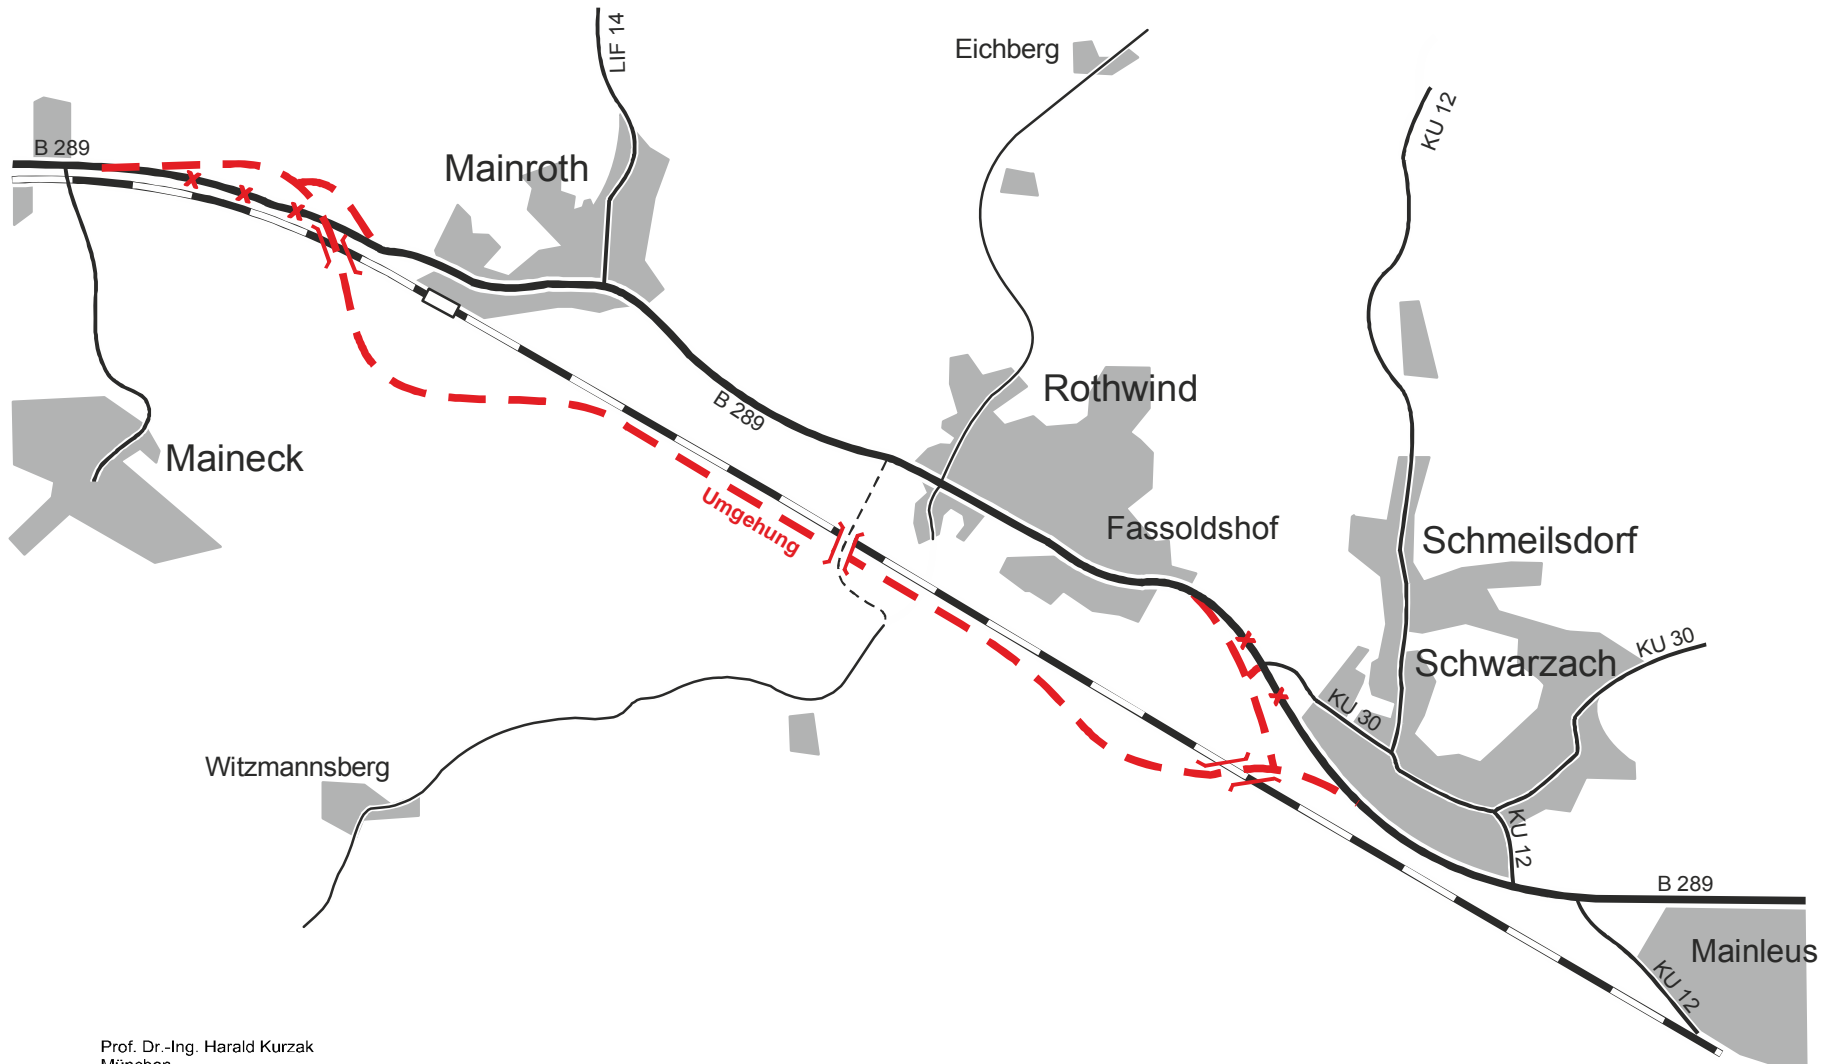 LIF 14
Eichberg
KU 12
B 289
Mainroth
Rothwind
B 289
Maineck
Umgehung
Fassoldshof
Schmeilsdorf
KU 30
Schwarzach
KU 30
Witzmannsberg
KU 12
B 289
Mainleus
KU 12
Prof. Dr.-Ing. Harald Kurzak
München